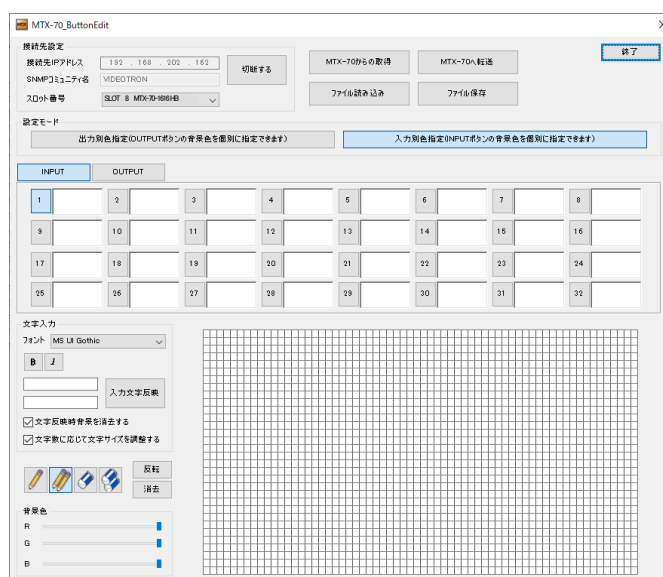 MTX-70_ButtonEdit
接続先設定
接続先IPアドレス 192 . 168 . 202 . 162
SNMPコミュニティ名 VIDEOTRON
スロット番号 SLOT 8 MTX-70-1616HB
切断する
MTX-70からの取得 MTX-70へ転送
ファイル読み込み ファイル保存
終了
設定モード
出力別色指定(OUTPUTボタンの背景色を個別に指定できます) 入力別色指定(INPUTボタンの背景色を個別に指定できます)
INPUT OUTPUT
1 2 3 4 5 6 7 8
9 10 11 12 13 14 15 16
17 18 19 20 21 22 23 24
25 26 27 28 29 30 31 32
文字入力
フォント MS UI Gothic
B I
入力文字反映
文字反映時背景を消去する
文字数に応じて文字サイズを調整する
反転
消去
背景色
R
G
B